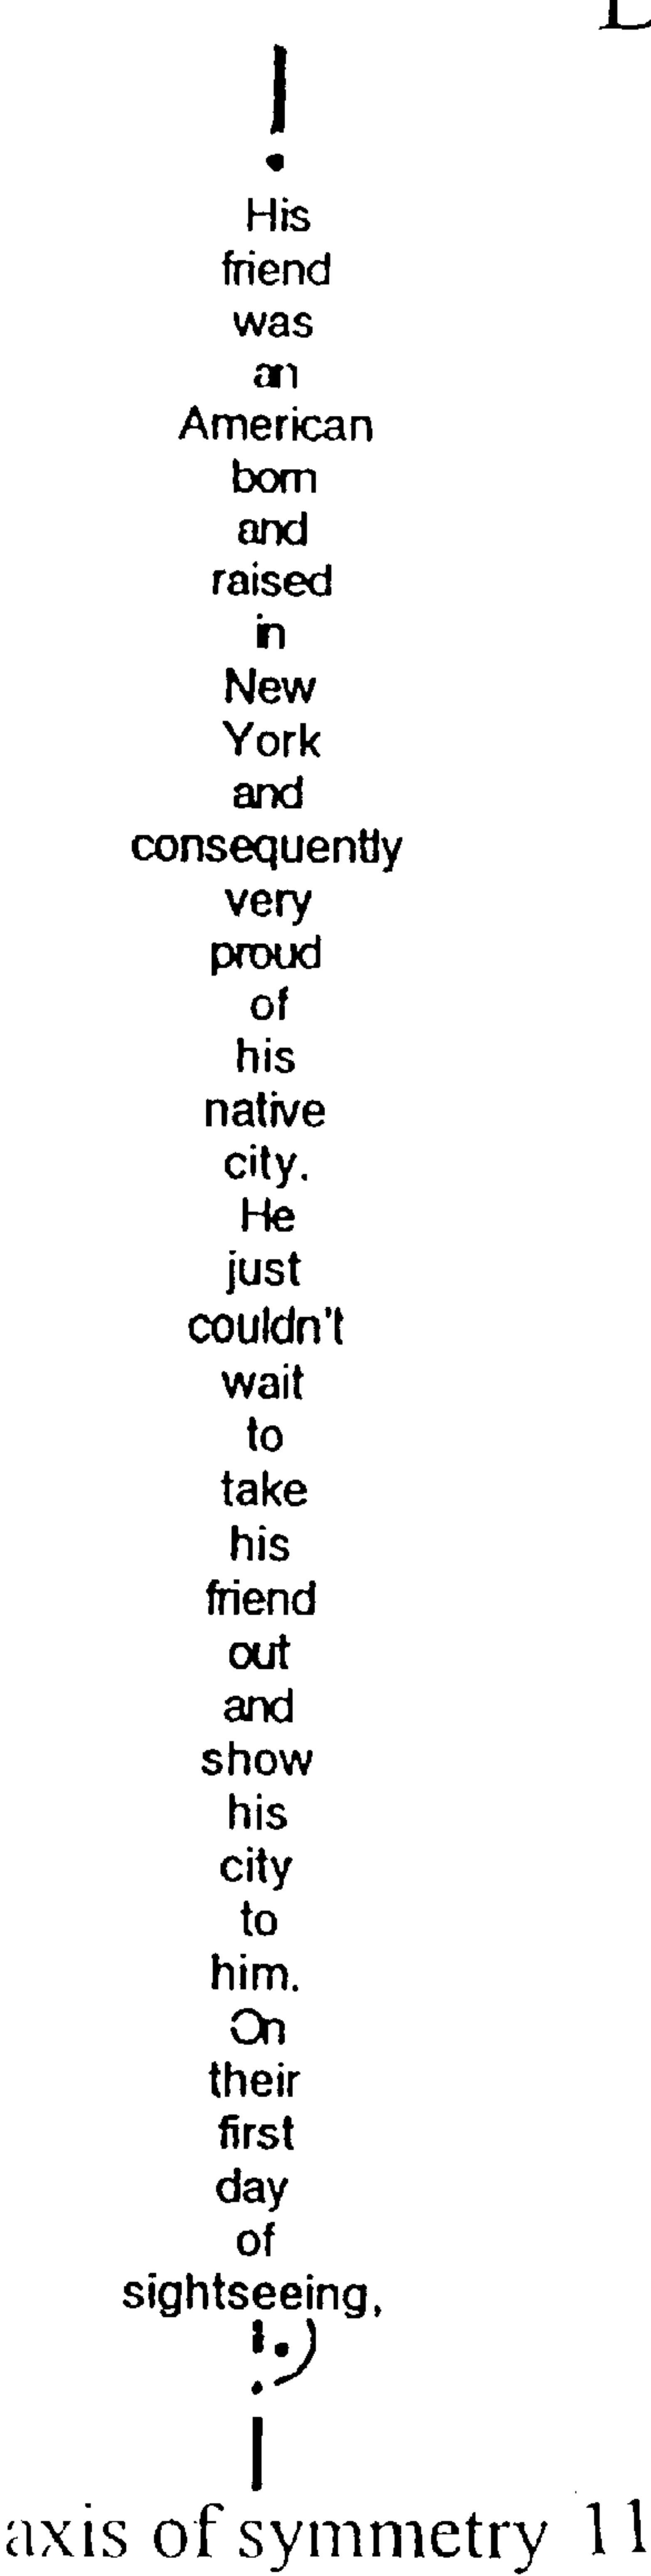 His
friend
was
an
American
born
and
raised
in
New
York
and
consequently
very
proud
of
his
native
city.
He
just
couldn't
wait
to
take
his
friend
out
and
show
his
city
to
him.
On
their
first
day
of
sightseeing,
axis of symmetry 11